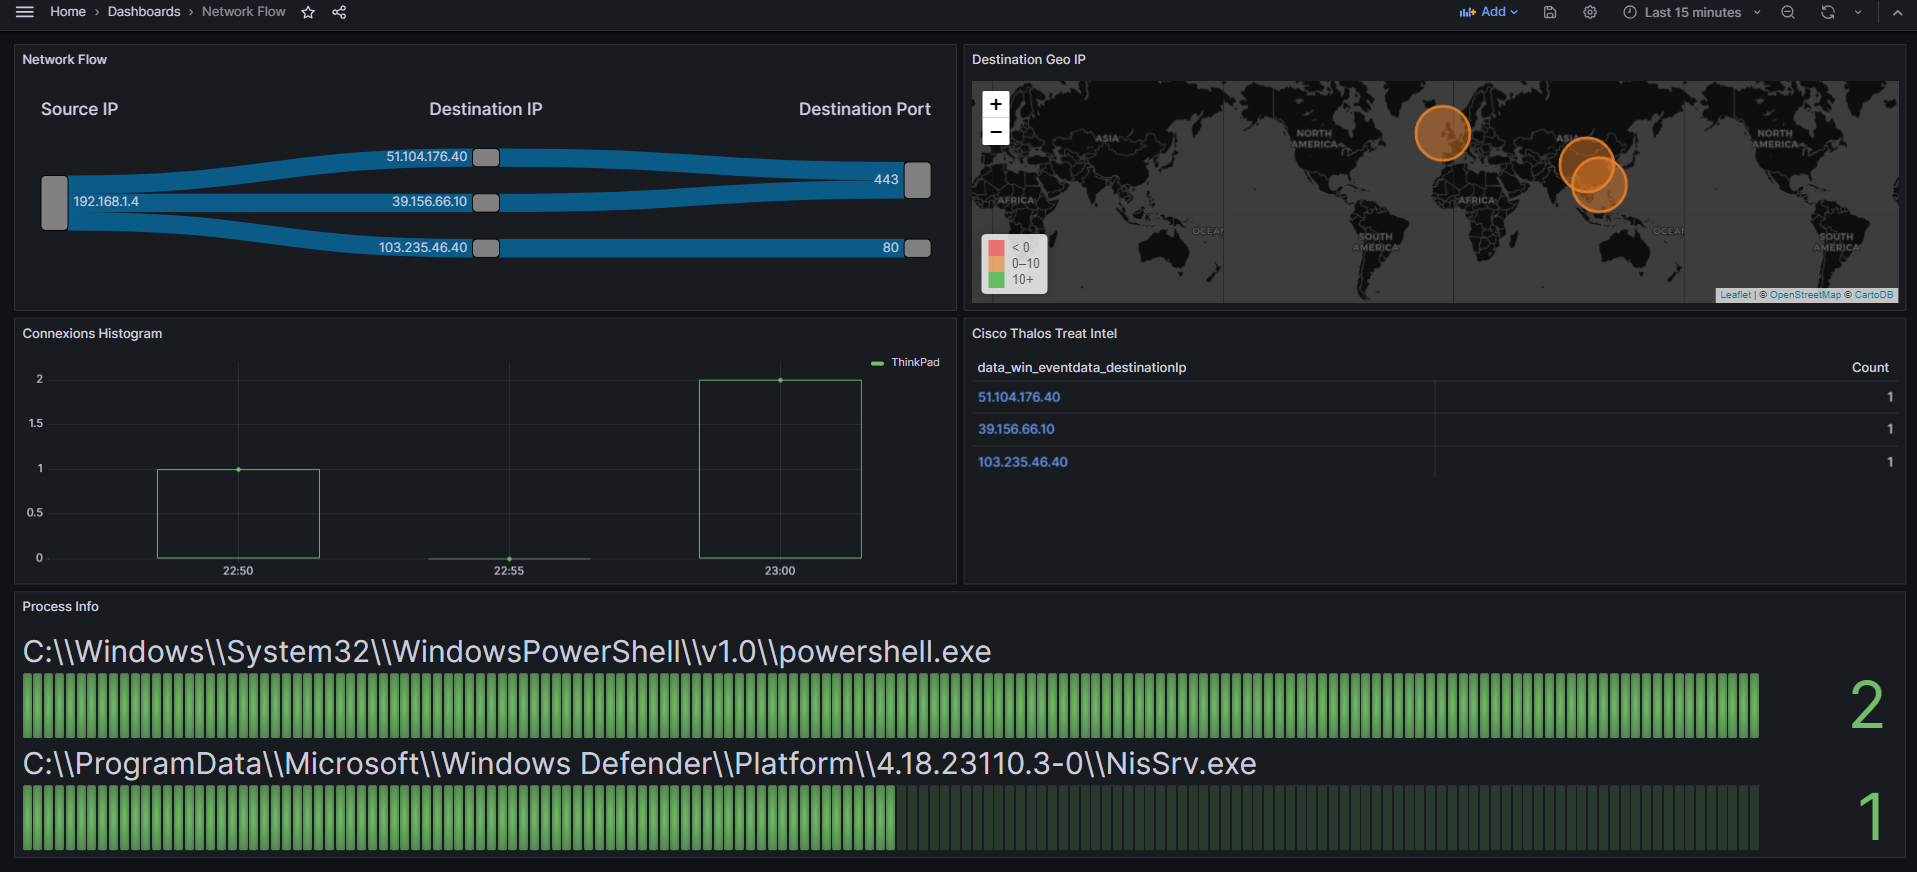 Home › Dashboards › Network Flow
Add
Last 15 minutes
Network Flow
Source IP
Destination IP
Destination Port
51.104.176.40
443
192.168.1.4
39.156.66.10
103.235.46.40
80
Destination Geo IP
+
−
ASIA
NORTH AMERICA
ASIA
NORTH AMERICA
AFRICA
AFRICA
OCEAN
OCEAN
SOUTH AMERICA
SOUTH AMERICA
< 0
0–10
10+
Leaflet | © OpenStreetMap © CartoDB
Connexions Histogram
ThinkPad
2
1.5
1
0.5
0
22:50
22:55
23:00
Cisco Thalos Treat Intel
data_win_eventdata_destinationIp
Count
51.104.176.40
1
39.156.66.10
1
103.235.46.40
1
Process Info
C:\\Windows\\System32\\WindowsPowerShell\\v1.0\\powershell.exe
2
C:\\ProgramData\\Microsoft\\Windows Defender\\Platform\\4.18.23110.3-0\\NisSrv.exe
1